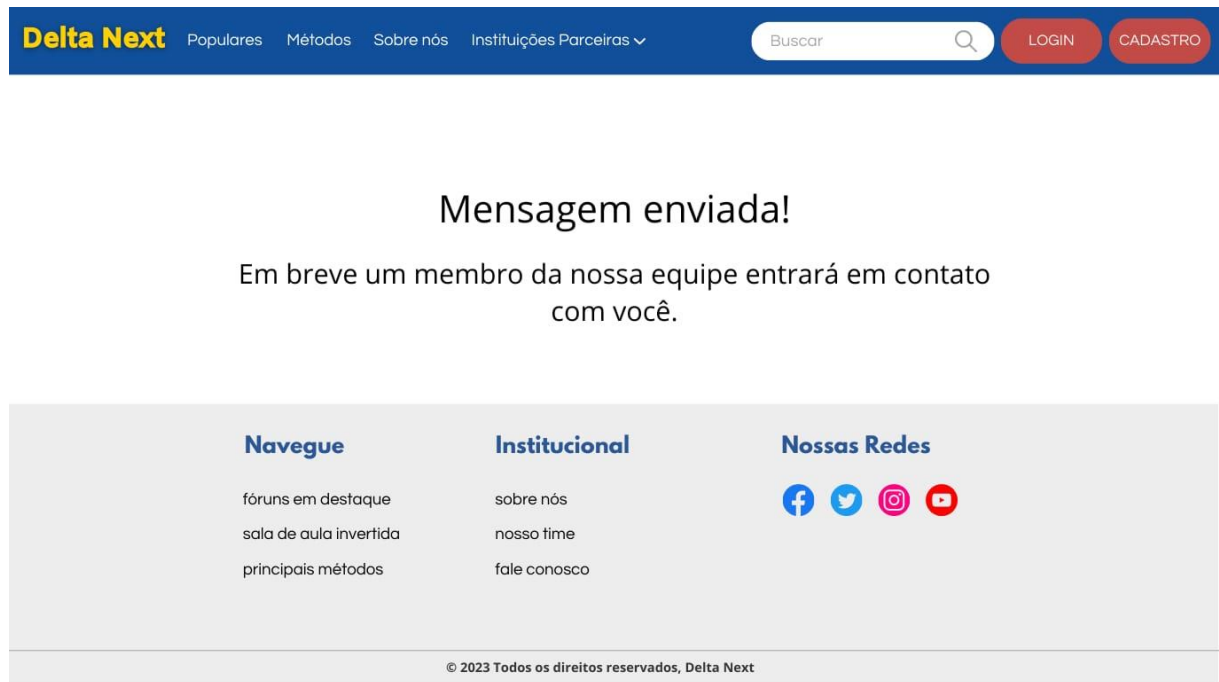 Delta Next Populares Métodos Sobre nós Instituições Parceiras Buscar LOGIN CADASTRO
Mensagem enviada!
Em breve um membro da nossa equipe entrará em contato
com você.
Navegue Institucional Nossas Redes
fóruns em destaque sobre nós
sala de aula invertida nosso time
principais métodos fale conosco
© 2023 Todos os direitos reservados, Delta Next